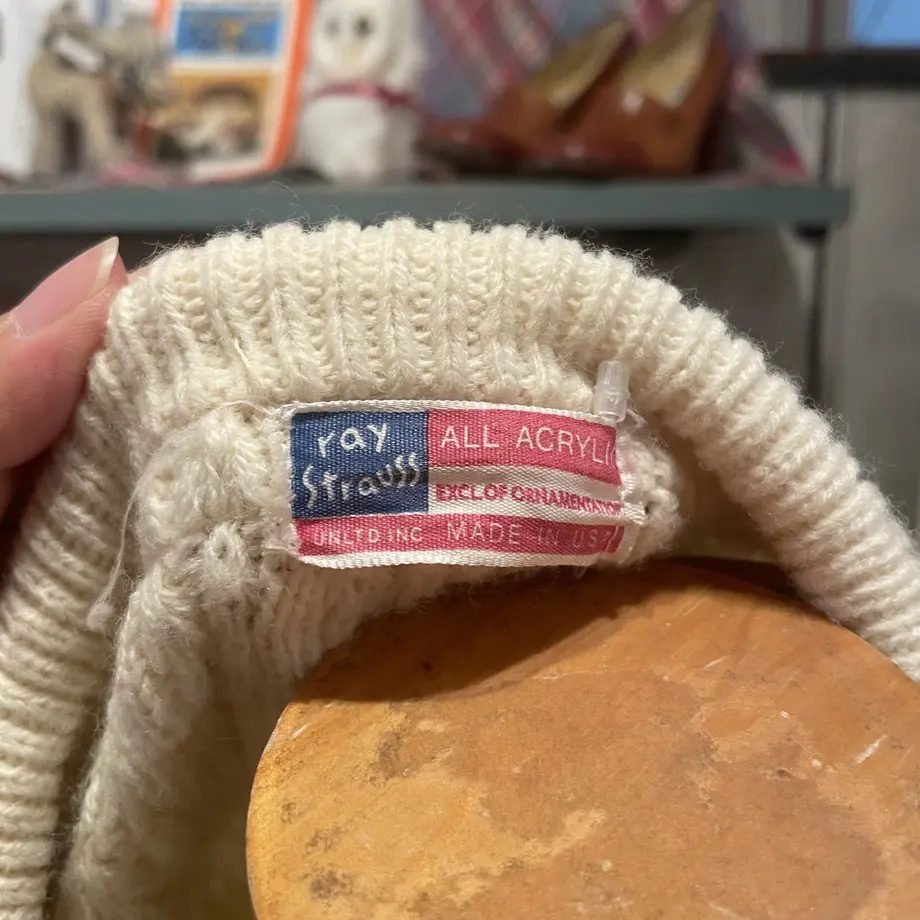 ray
Strauss
ALL ACRYLIC
EXCL OF ORNAMENTATION
UNLTD INC MADE IN USA